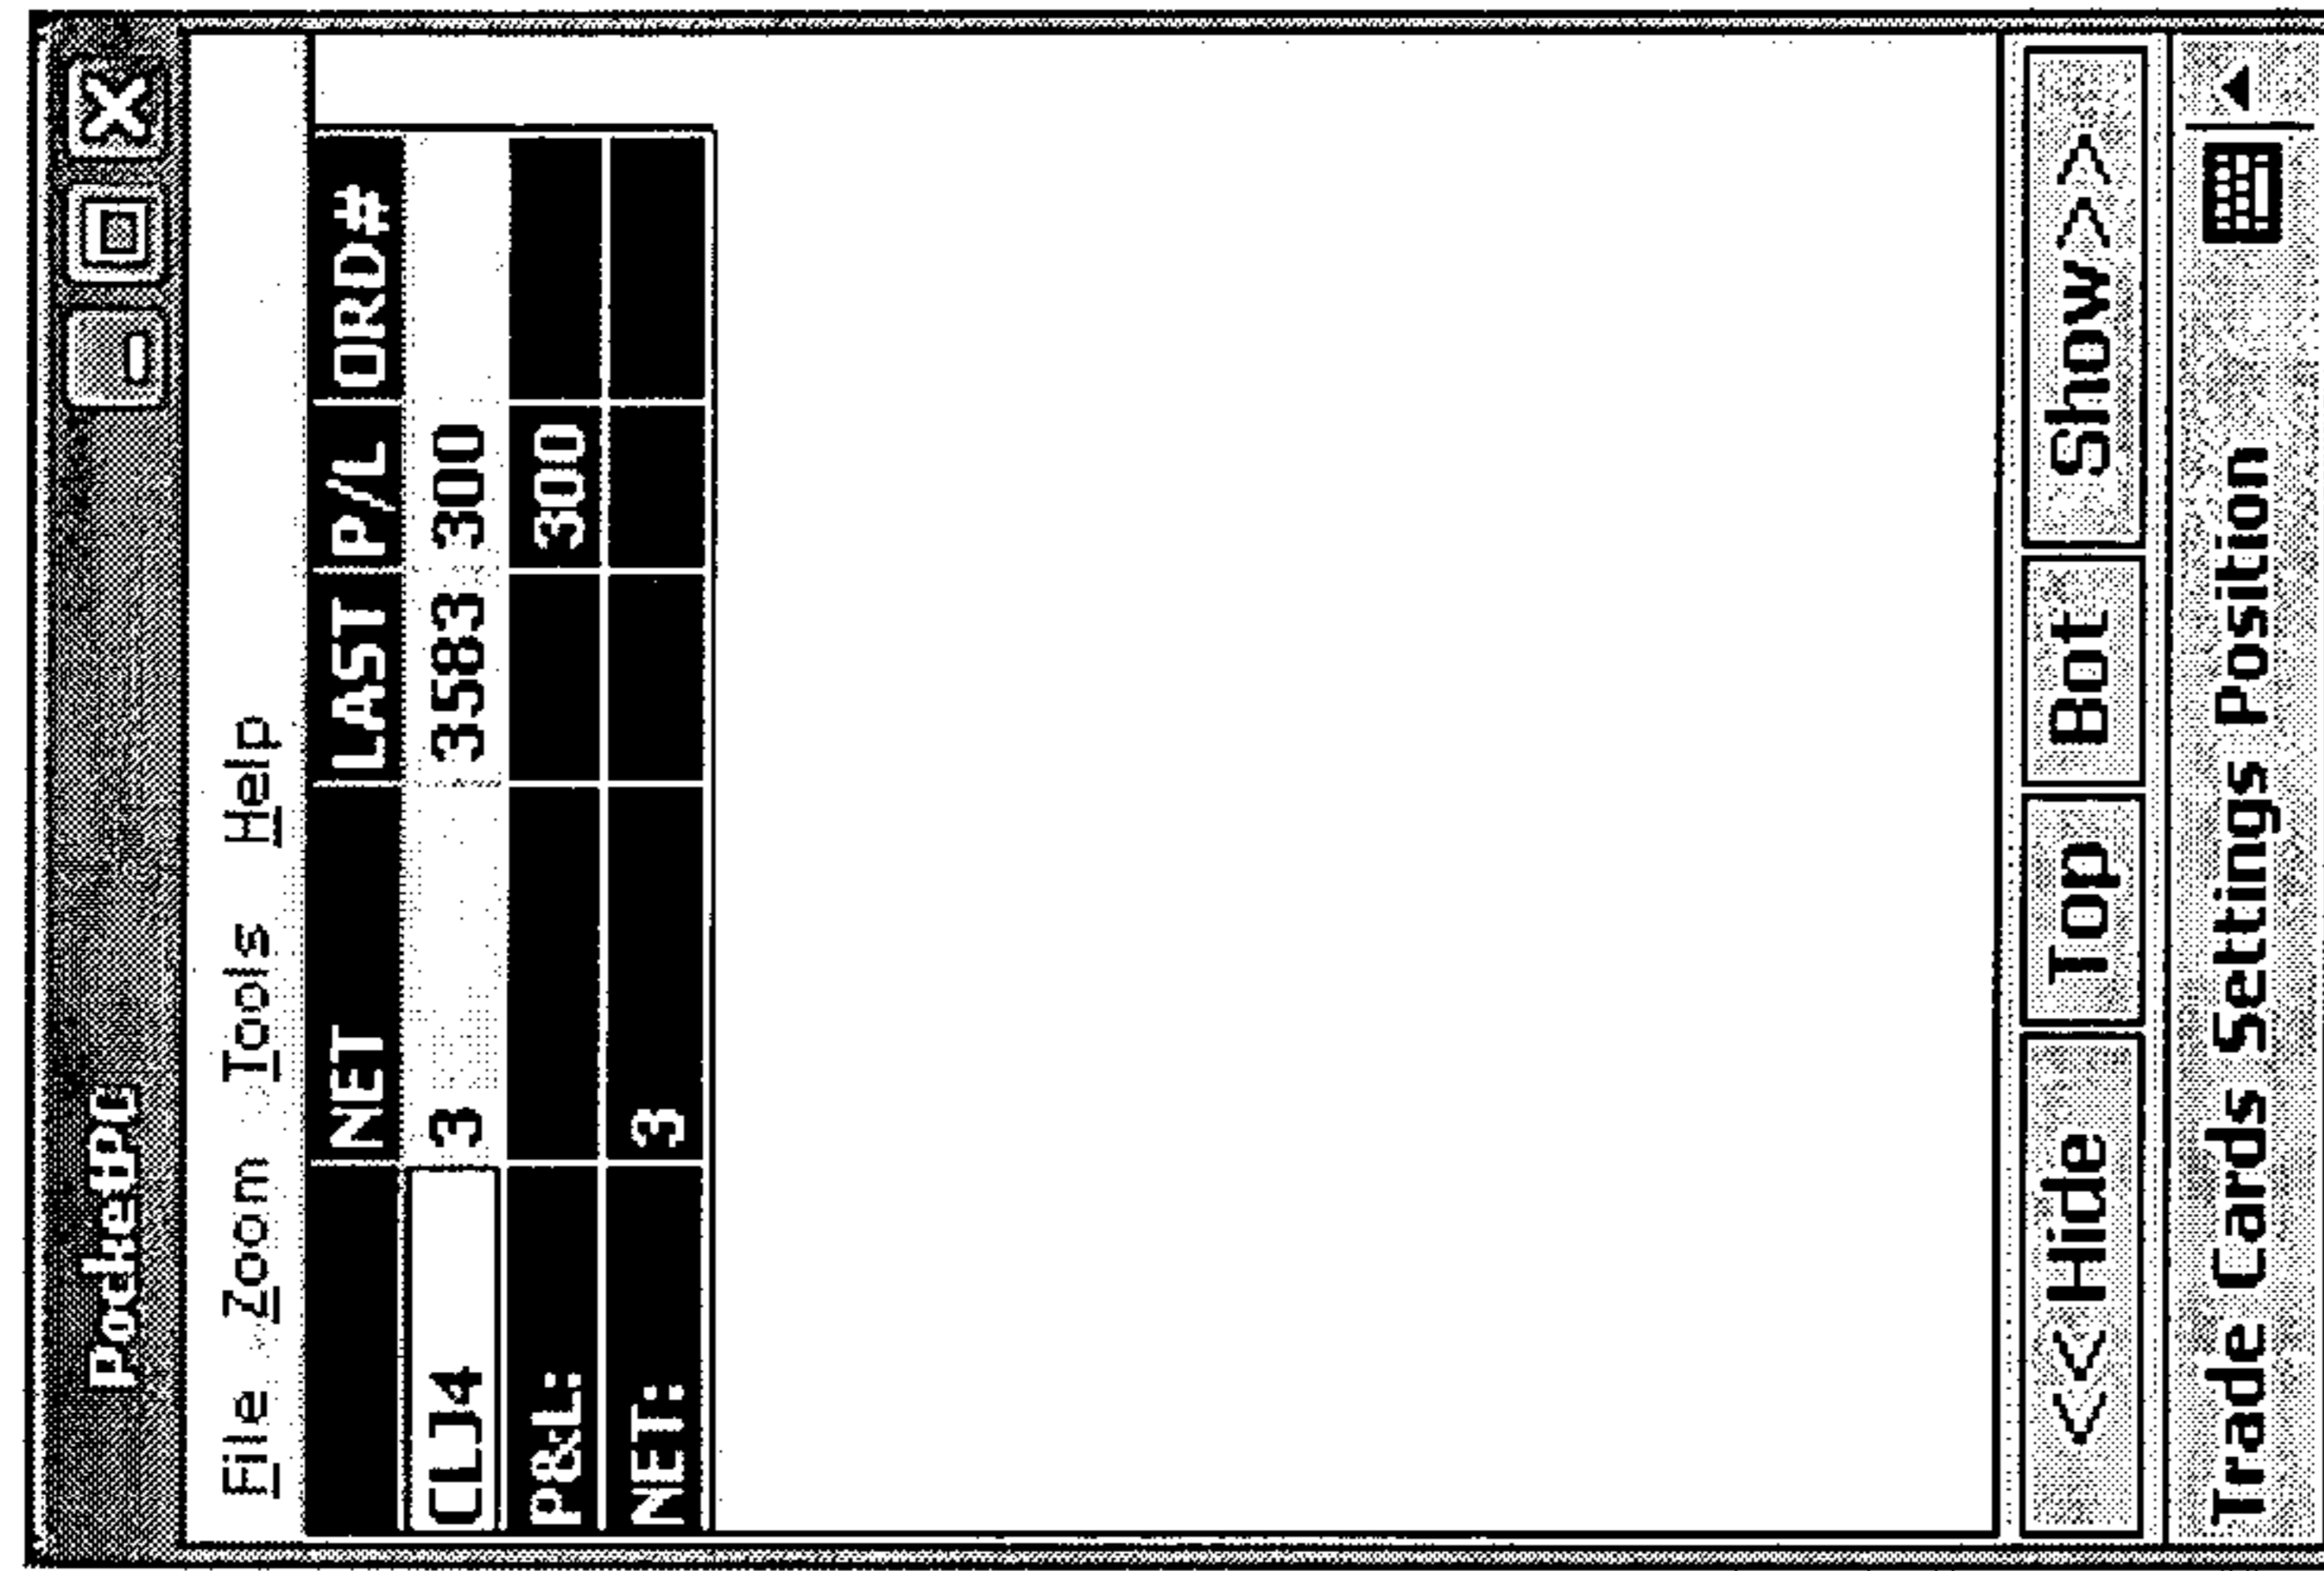 PocketPC
File Zoom Tools Help
NET LAST P/L ORD#
CLJ4 3 3583 300
P&L: 300
NET: 3
<<Hide Top Bot Show>>
Trade Cards Settings Position